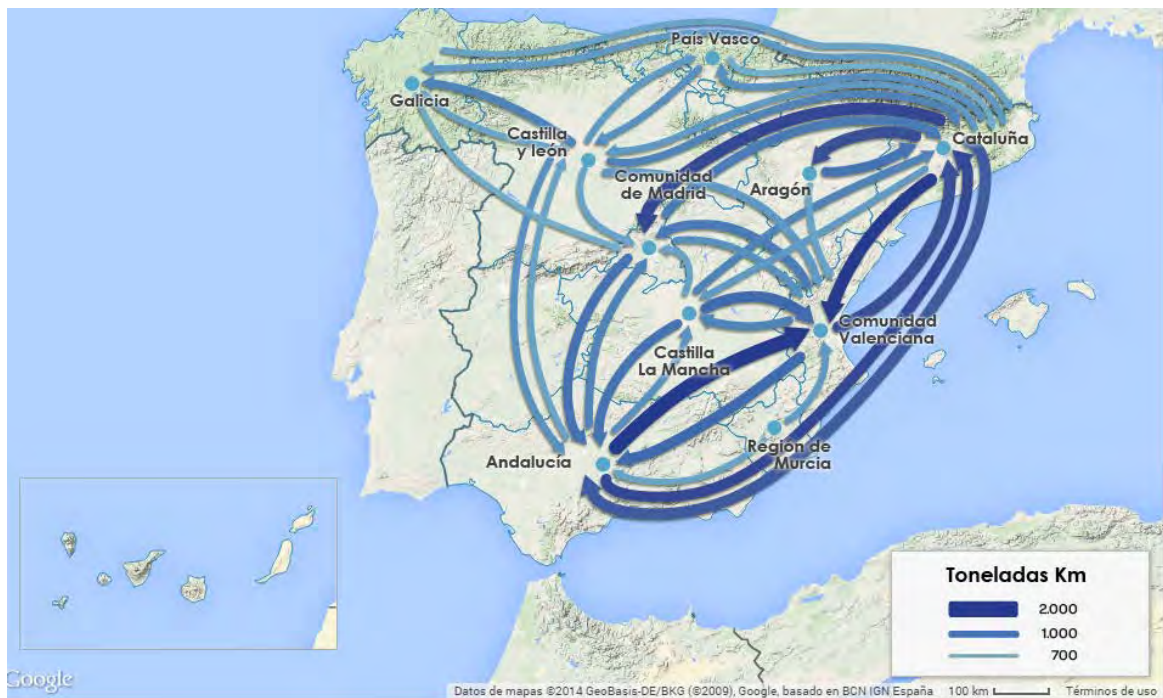 País Vasco
Galicia
Castilla
y león
Cataluña
Comunidad
de Madrid
Aragón
Comunidad
Valenciana
Castilla
La Mancha
Andalucía
Región de
Murcia
Toneladas Km
2.000
1.000
700
Google
Datos de mapas ©2014 GeoBasis-DE/BKG (©2009), Google, basado en BCN IGN España 100 km Términos de uso